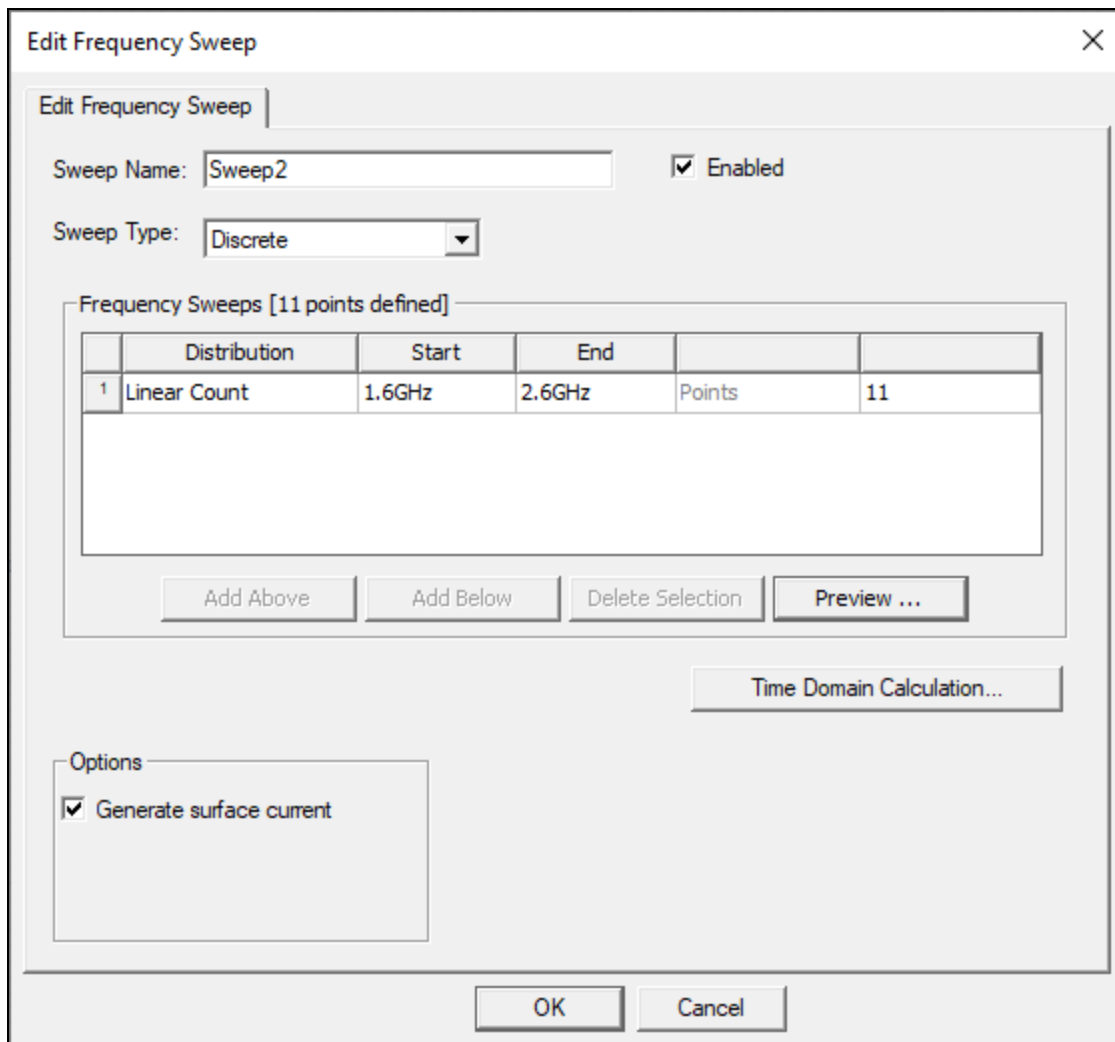 Edit Frequency Sweep
Edit Frequency Sweep
Sweep Name: Sweep2 Enabled
Sweep Type: Discrete
Frequency Sweeps [11 points defined]
Distribution Start End
1 Linear Count 1.6GHz 2.6GHz Points 11
Add Above Add Below Delete Selection Preview ...
Time Domain Calculation...
Options
Generate surface current
OK Cancel